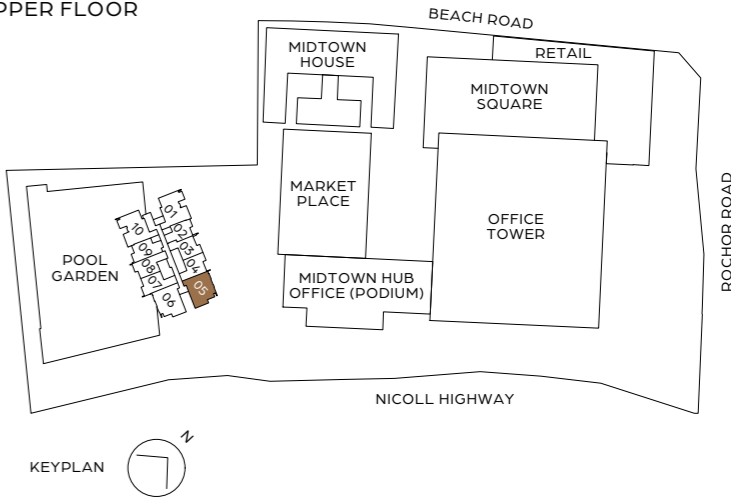 PPER FLOOR
BEACH ROAD
MIDTOWN
HOUSE
RETAIL
MIDTOWN
SQUARE
MARKET
PLACE
OFFICE
TOWER
ROCHOR ROAD
POOL
GARDEN
01
02
03
04
05
10
09
08
07
06
MIDTOWN HUB
OFFICE (PODIUM)
NICOLL HIGHWAY
KEYPLAN
N